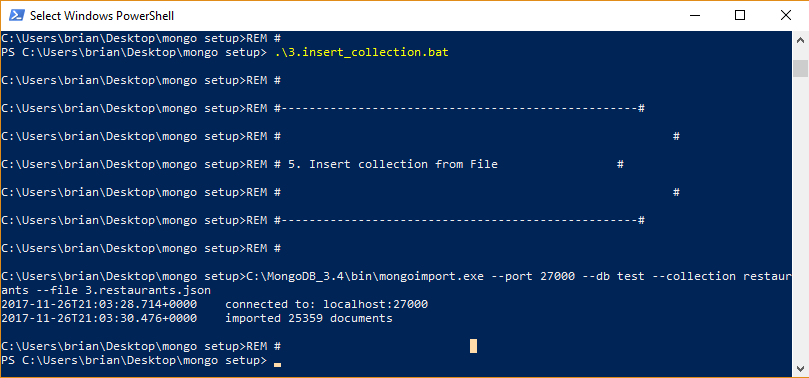 Select Windows PowerShell
C:\Users\brian\Desktop\mongo setup>REM #
PS C:\Users\brian\Desktop\mongo setup> .\3.insert_collection.bat
C:\Users\brian\Desktop\mongo setup>REM #
C:\Users\brian\Desktop\mongo setup>REM #---------------------------------------------------#
C:\Users\brian\Desktop\mongo setup>REM #                                                        #
C:\Users\brian\Desktop\mongo setup>REM # 5. Insert collection from File                 #
C:\Users\brian\Desktop\mongo setup>REM #                                                        #
C:\Users\brian\Desktop\mongo setup>REM #---------------------------------------------------#
C:\Users\brian\Desktop\mongo setup>REM #
C:\Users\brian\Desktop\mongo setup>C:\MongoDB_3.4\bin\mongoimport.exe --port 27000 --db test --collection restaur
ants --file 3.restaurants.json
2017-11-26T21:03:28.714+0000    connected to: localhost:27000
2017-11-26T21:03:30.476+0000    imported 25359 documents
C:\Users\brian\Desktop\mongo setup>REM #
PS C:\Users\brian\Desktop\mongo setup>